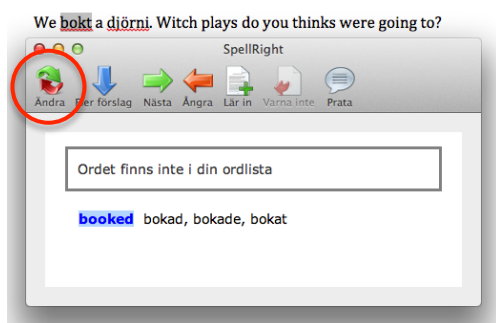 We bokt a djörni. Witch plays do you thinks were going to?
SpellRight
Ändra Fler förslag Nästa Ångra Lär in Varna inte Prata
Ordet finns inte i din ordlista
booked bokad, bokade, bokat